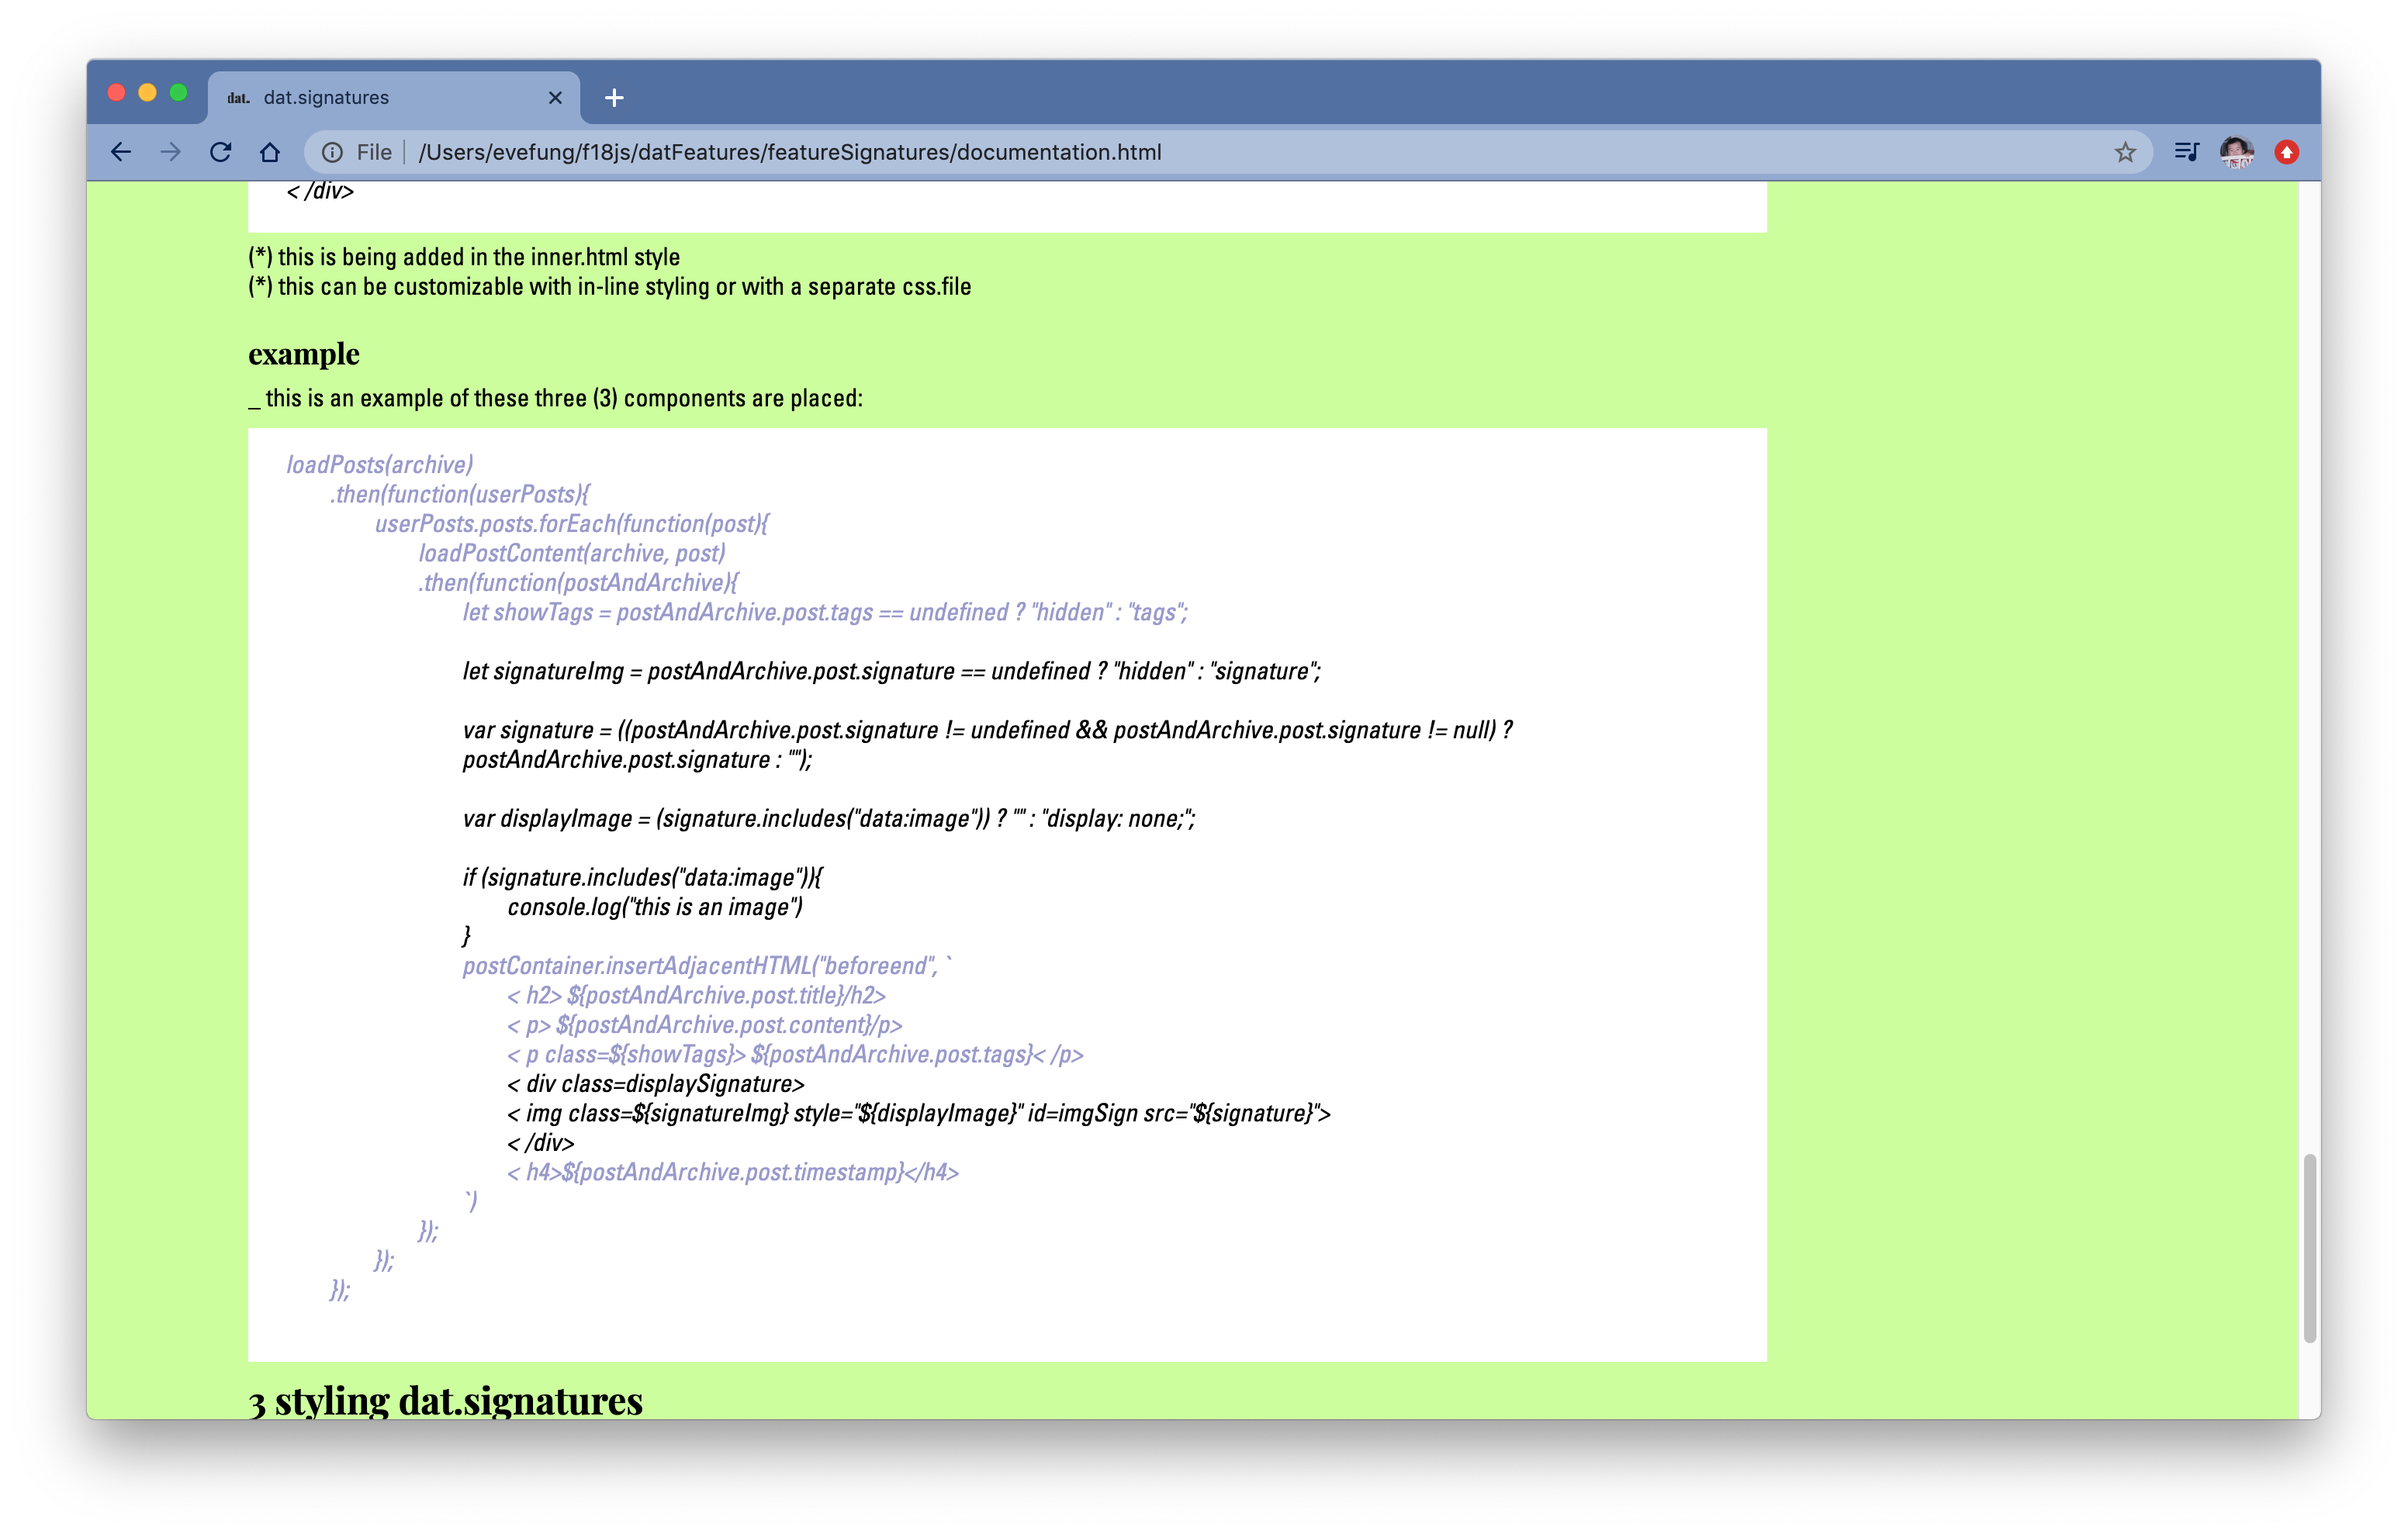 dat. dat.signatures
File /Users/evefung/f18js/datFeatures/featureSignatures/documentation.html
< /div>
(*) this is being added in the inner.html style
(*) this can be customizable with in-line styling or with a separate css.file
example
_ this is an example of these three (3) components are placed:
loadPosts(archive)
.then(function(userPosts){
userPosts.posts.forEach(function(post){
loadPostContent(archive, post)
.then(function(postAndArchive){
let showTags = postAndArchive.post.tags == undefined ? "hidden" : "tags";
let signatureImg = postAndArchive.post.signature == undefined ? "hidden" : "signature";
var signature = ((postAndArchive.post.signature != undefined && postAndArchive.post.signature != null) ?
postAndArchive.post.signature : "");
var displayImage = (signature.includes("data:image")) ? "" : "display: none;";
if (signature.includes("data:image")){
console.log("this is an image")
}
postContainer.insertAdjacentHTML("beforeend", `
< h2> ${postAndArchive.post.title}/h2>
< p> ${postAndArchive.post.content}/p>
< p class=${showTags}> ${postAndArchive.post.tags}< /p>
< div class=displaySignature>
< img class=${signatureImg} style="${displayImage}" id=imgSign src="${signature}">
< /div>
< h4>${postAndArchive.post.timestamp}</h4>
`)
});
});
});
3 styling dat.signatures